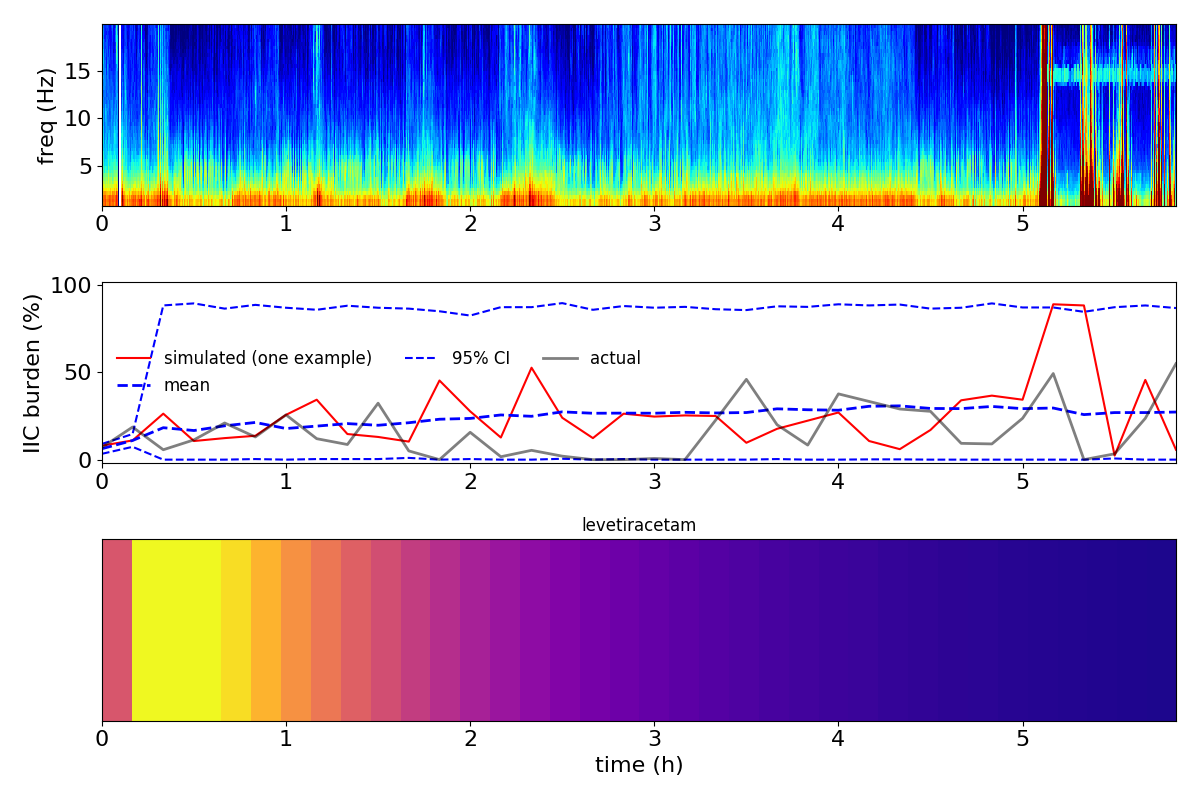 freq (Hz)
15
10
5
0 1 2 3 4 5
IIC burden (%)
100
50
0
simulated (one example) 95% CI actual
mean
0 1 2 3 4 5
levetiracetam
0 1 2 3 4 5
time (h)